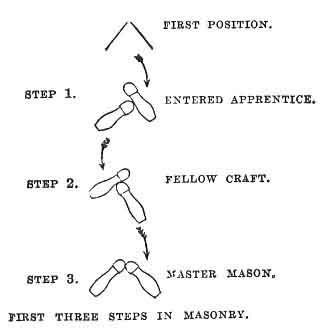 FIRST POSITION.
STEP 1. ENTERED APPRENTICE.
STEP 2. FELLOW CRAFT.
STEP 3. MASTER MASON.
FIRST THREE STEPS IN MASONRY.